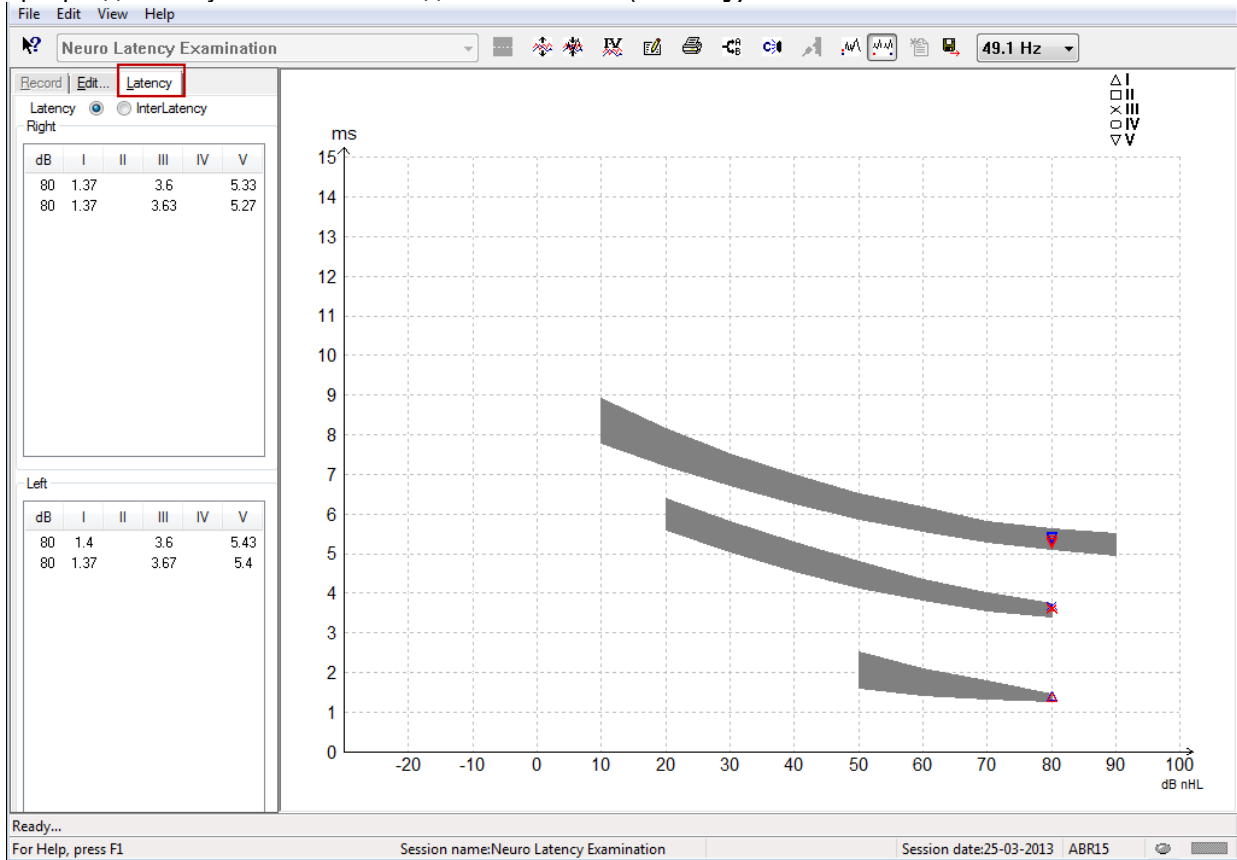 File Edit View Help
Neuro Latency Examination
49.1 Hz
Record Edit... Latency
Latency InterLatency
Right
dB I II III IV V
80 1.37 3.6 5.33
80 1.37 3.63 5.27
Left
dB I II III IV V
80 1.4 3.6 5.43
80 1.37 3.67 5.4
I
II
III
IV
V
ms
15
14
13
12
11
10
9
8
7
6
5
4
3
2
1
0
-20 -10 0 10 20 30 40 50 60 70 80 90 100
dB nHL
Ready...
For Help, press F1 Session name:Neuro Latency Examination Session date:25-03-2013 ABR15